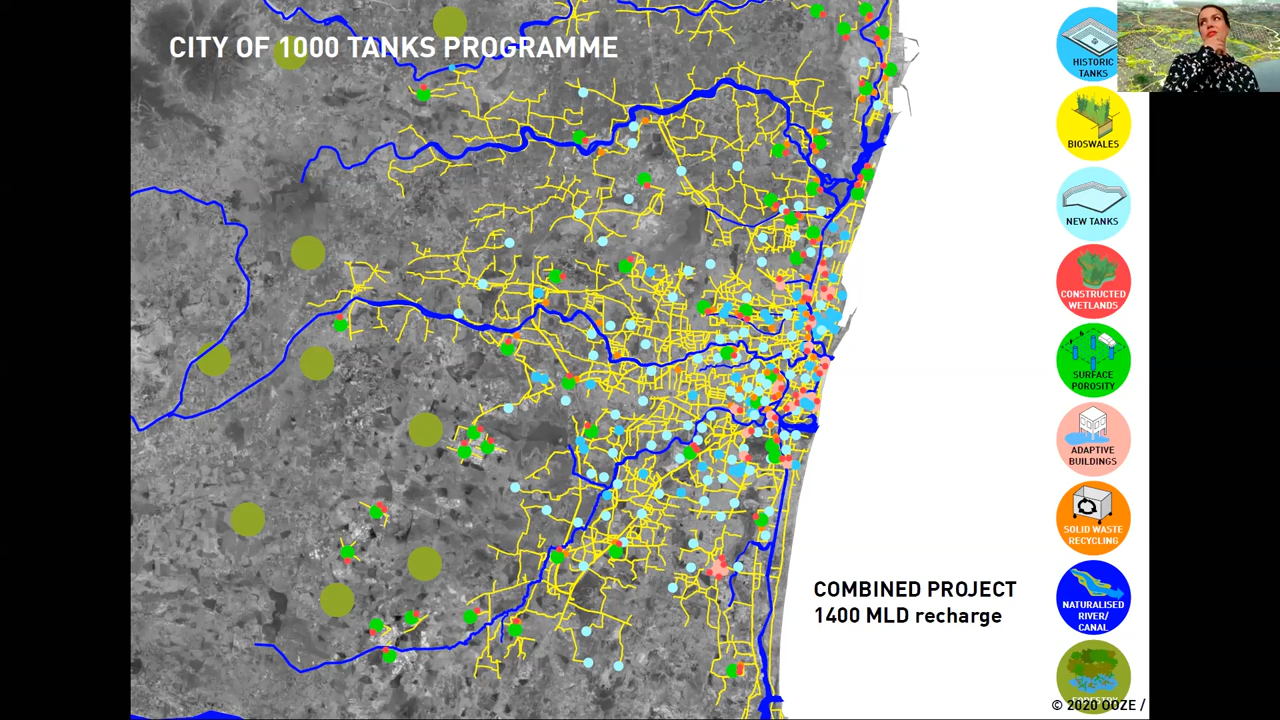 CITY OF 1000 TANKS PROGRAMME
HISTORIC
TANKS
BIOSWALES
NEW TANKS
CONSTRUCTED
WETLANDS
SURFACE
POROSITY
ADAPTIVE
BUILDINGS
SOLID WASTE
RECYCLING
NATURALISED
RIVER/
CANAL
FORESTRY
COMBINED PROJECT
1400 MLD recharge
© 2020 OOZE /